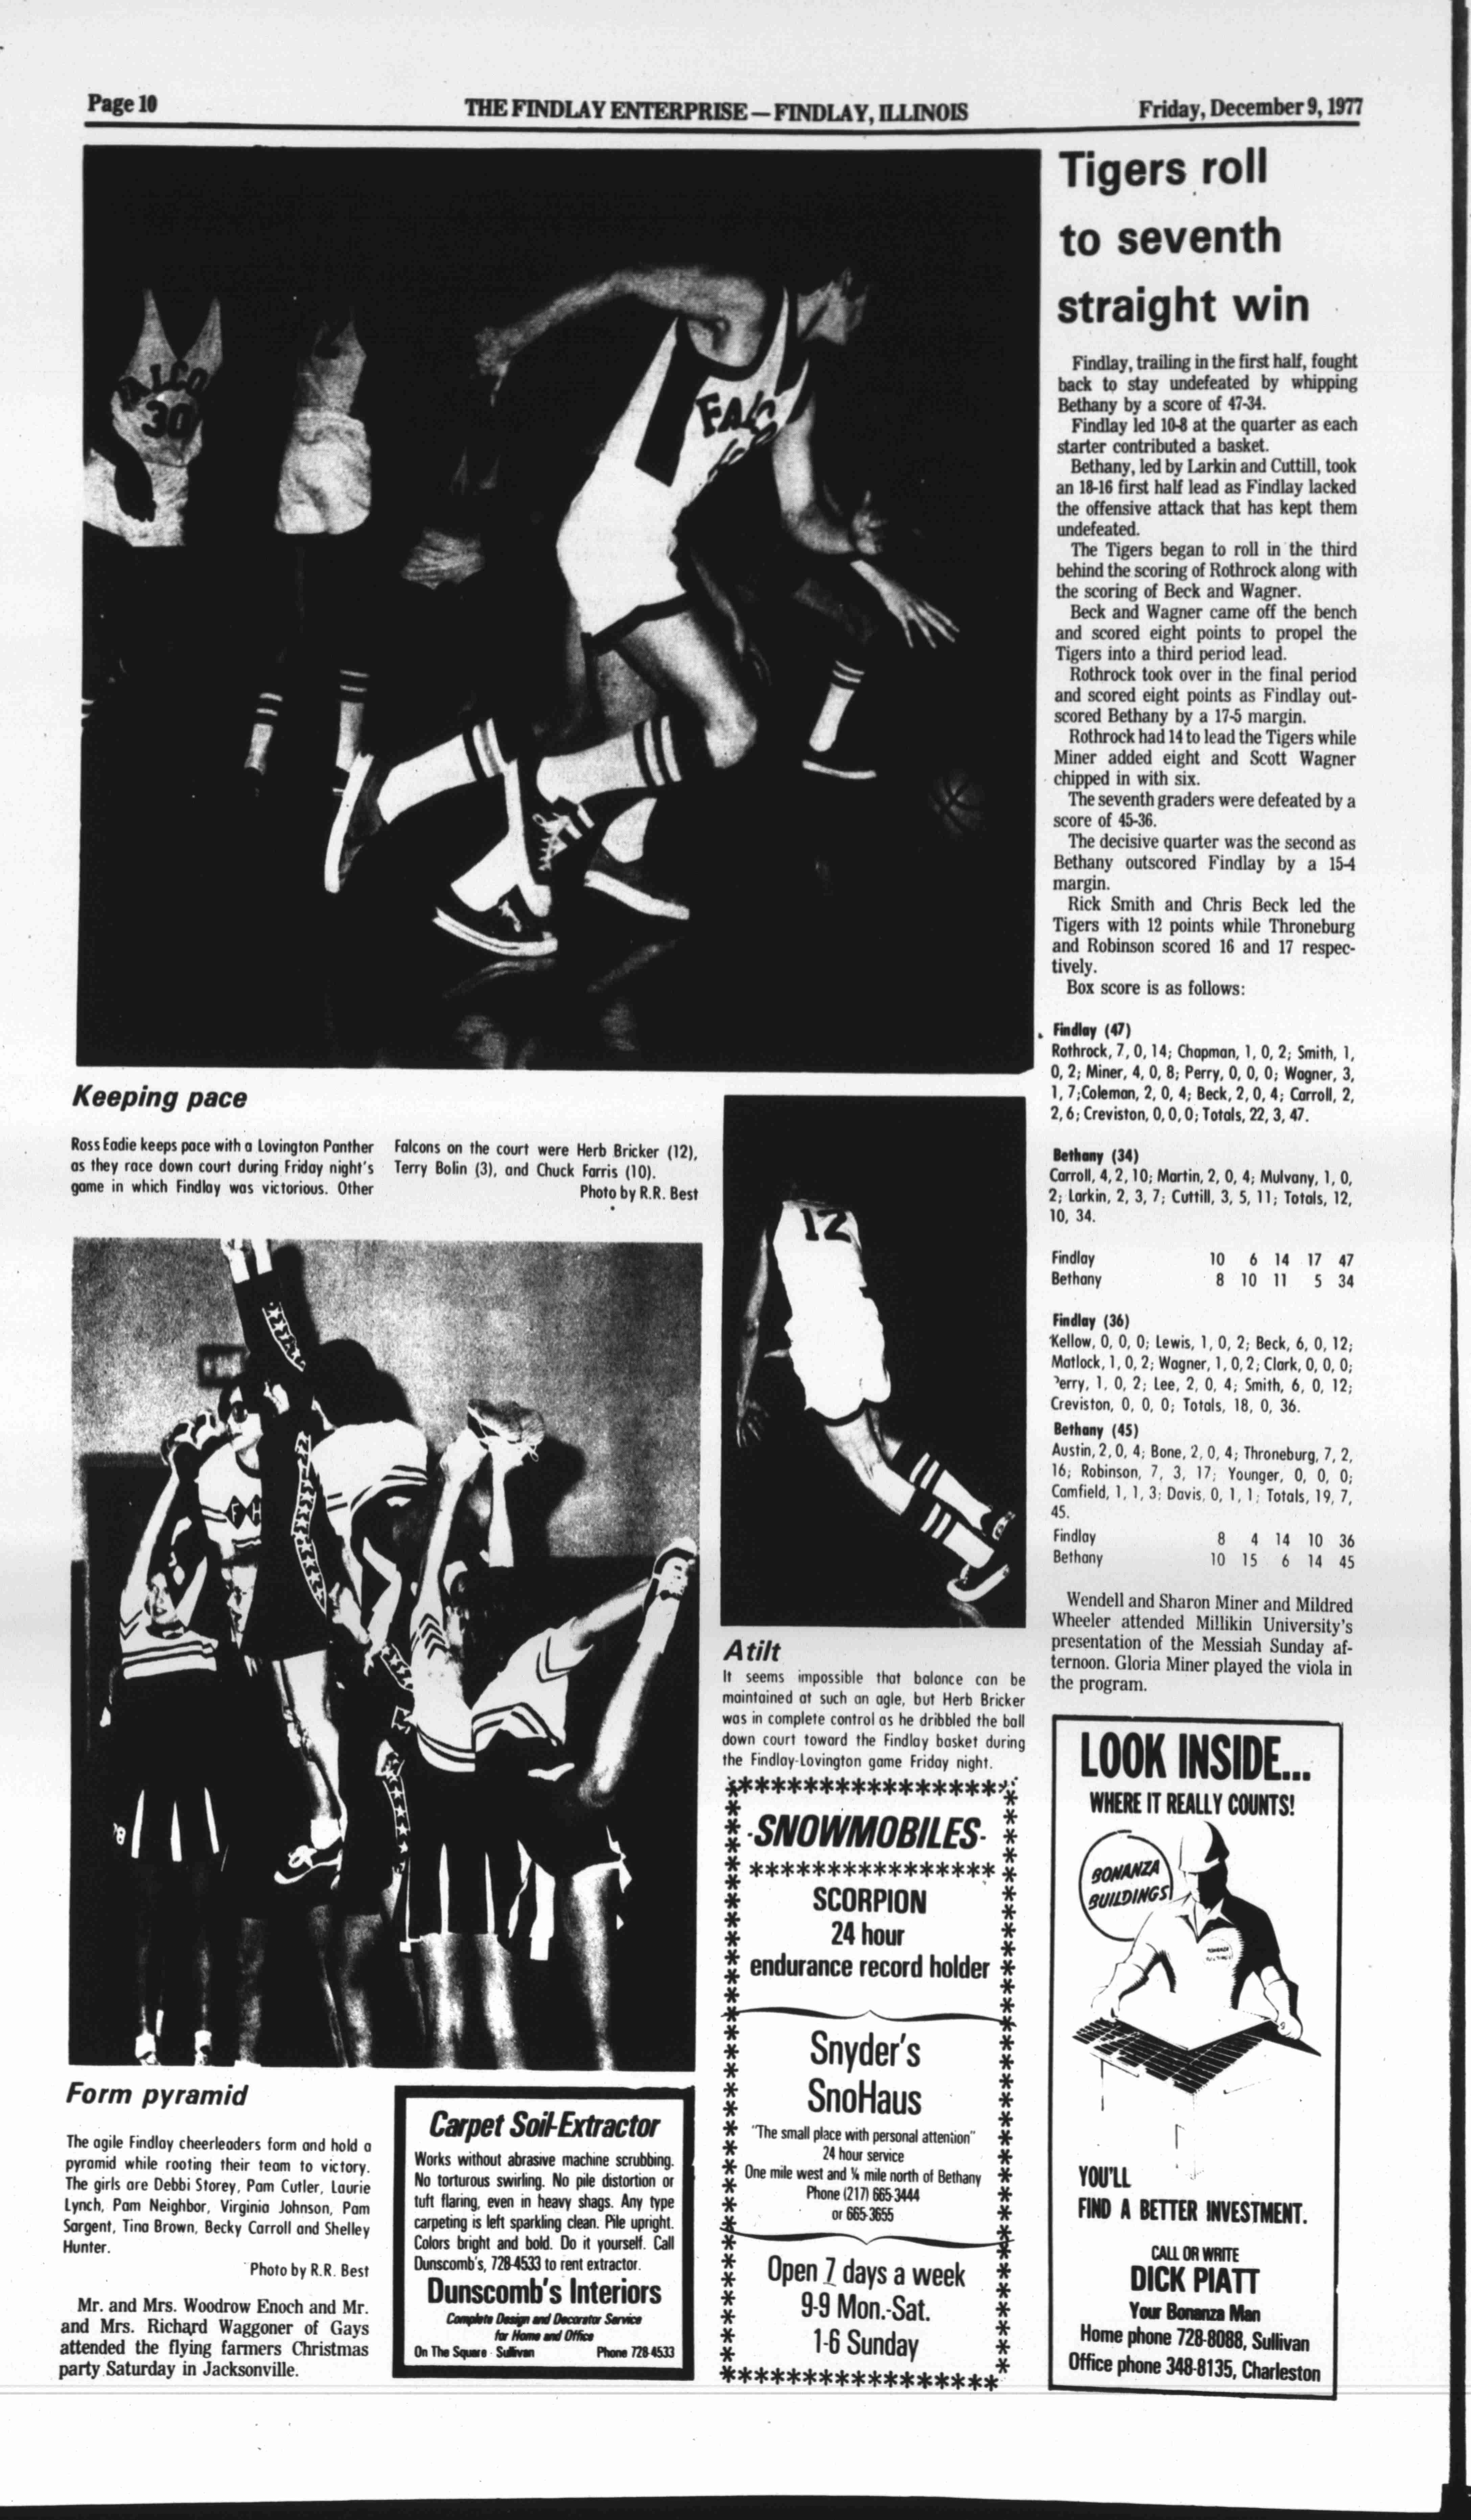 Page 10
THE FINDLAY ENTERPRISE — FINDLAY, ILLINOIS
Friday, December 9, 1977
30
FALCO
Keeping pace
Ross Eadie keeps pace with a Lovington Panther
as they race down court during Friday night's
game in which Findlay was victorious. Other
Falcons on the court were Herb Bricker (12),
Terry Bolin (3), and Chuck Farris (10).
Photo by R.R. Best
Form pyramid
The agile Findlay cheerleaders form and hold a
pyramid while rooting their team to victory.
The girls are Debbi Storey, Pam Cutler, Laurie
Lynch, Pam Neighbor, Virginia Johnson, Pam
Sargent, Tina Brown, Becky Carroll and Shelley
Hunter.
Photo by R.R. Best
Mr. and Mrs. Woodrow Enoch and Mr.
and Mrs. Richard Waggoner of Gays
attended the flying farmers Christmas
party Saturday in Jacksonville.
Carpet Soil-Extractor
Works without abrasive machine scrubbing.
No torturous swirling. No pile distortion or
tuft flaring, even in heavy shags. Any type
carpeting is left sparkling clean. Pile upright.
Colors bright and bold. Do it yourself. Call
Dunscomb's, 728-4533 to rent extractor.
Dunscomb's Interiors
Complete Design and Decorator Service
for Home and Office
On The Square - Sullivan Phone 728-4533
12
Atilt
It seems impossible that balance can be
maintained at such an agle, but Herb Bricker
was in complete control as he dribbled the ball
down court toward the Findlay basket during
the Findlay-Lovington game Friday night.
-SNOWMOBILES-
SCORPION
24 hour
endurance record holder
Snyder's
SnoHaus
"The small place with personal attention"
24 hour service
One mile west and ¼ mile north of Bethany
Phone (217) 665-3444
or 665-3655
Open 7 days a week
9-9 Mon.-Sat.
1-6 Sunday
Tigers roll
to seventh
straight win
Findlay, trailing in the first half, fought
back to stay undefeated by whipping
Bethany by a score of 47-34.
Findlay led 10-8 at the quarter as each
starter contributed a basket.
Bethany, led by Larkin and Cuttill, took
an 18-16 first half lead as Findlay lacked
the offensive attack that has kept them
undefeated.
The Tigers began to roll in the third
behind the scoring of Rothrock along with
the scoring of Beck and Wagner.
Beck and Wagner came off the bench
and scored eight points to propel the
Tigers into a third period lead.
Rothrock took over in the final period
and scored eight points as Findlay out-
scored Bethany by a 17-5 margin.
Rothrock had 14 to lead the Tigers while
Miner added eight and Scott Wagner
chipped in with six.
The seventh graders were defeated by a
score of 45-36.
The decisive quarter was the second as
Bethany outscored Findlay by a 15-4
margin.
Rick Smith and Chris Beck led the
Tigers with 12 points while Throneburg
and Robinson scored 16 and 17 respec-
tively.
Box score is as follows:
Findlay (47)
Rothrock, 7, 0, 14; Chapman, 1, 0, 2; Smith, 1,
0, 2; Miner, 4, 0, 8; Perry, 0, 0, 0; Wagner, 3,
1, 7;Coleman, 2, 0, 4; Beck, 2, 0, 4; Carroll, 2,
2, 6; Creviston, 0, 0, 0; Totals, 22, 3, 47.
Bethany (34)
Carroll, 4, 2, 10; Martin, 2, 0, 4; Mulvany, 1, 0,
2; Larkin, 2, 3, 7; Cuttill, 3, 5, 11; Totals, 12,
10, 34.
Findlay 10 6 14 17 47
Bethany 8 10 11 5 34
Findlay (36)
Kellow, 0, 0, 0; Lewis, 1, 0, 2; Beck, 6, 0, 12;
Matlock, 1, 0, 2; Wagner, 1, 0, 2; Clark, 0, 0, 0;
Perry, 1, 0, 2; Lee, 2, 0, 4; Smith, 6, 0, 12;
Creviston, 0, 0, 0; Totals, 18, 0, 36.
Bethany (45)
Austin, 2, 0, 4; Bone, 2, 0, 4; Throneburg, 7, 2,
16; Robinson, 7, 3, 17; Younger, 0, 0, 0;
Camfield, 1, 1, 3; Davis, 0, 1, 1; Totals, 19, 7,
45.
Findlay 8 4 14 10 36
Bethany 10 15 6 14 45
Wendell and Sharon Miner and Mildred
Wheeler attended Millikin University's
presentation of the Messiah Sunday af-
ternoon. Gloria Miner played the viola in
the program.
LOOK INSIDE...
WHERE IT REALLY COUNTS!
BONANZA
BUILDINGS
YOU'LL
FIND A BETTER INVESTMENT.
CALL OR WRITE
DICK PIATT
Your Bonanza Man
Home phone 728-8088, Sullivan
Office phone 348-8135, Charleston